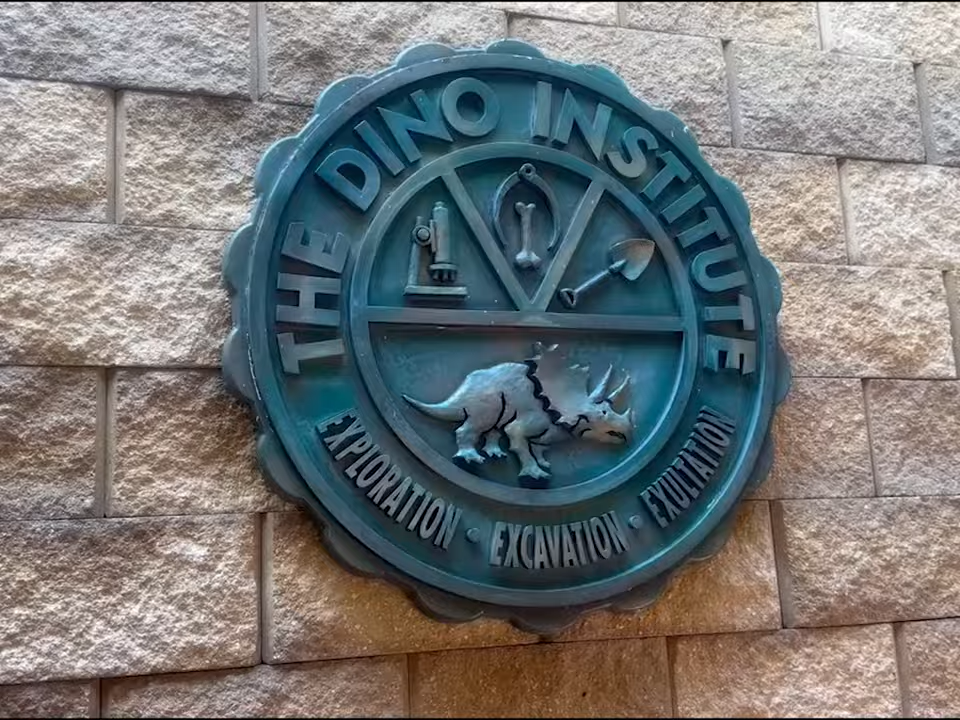 THE DINO INSTITUTE
EXPLORATION • EXCAVATION • EXULTATION